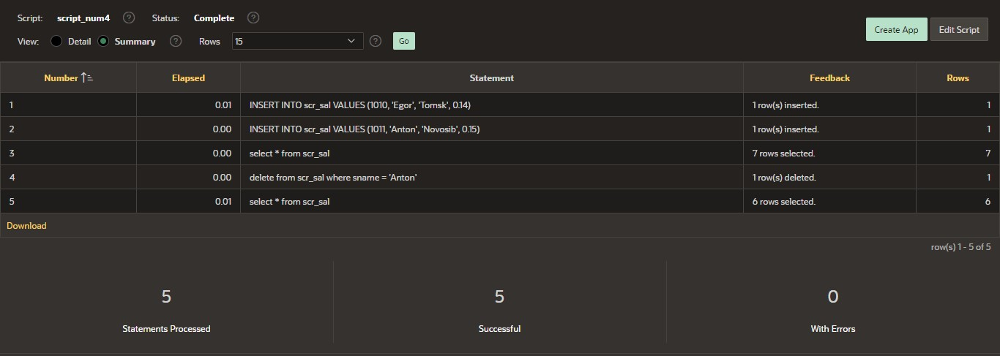 Script: script_num4 ? Status: Complete ?
View: Detail Summary ? Rows 15 ? Go
Create App Edit Script
Number Elapsed Statement Feedback Rows
1 0.01 INSERT INTO scr_sal VALUES (1010, 'Egor', 'Tomsk', 0.14) 1 row(s) inserted. 1
2 0.00 INSERT INTO scr_sal VALUES (1011, 'Anton', 'Novosib', 0.15) 1 row(s) inserted. 1
3 0.00 select * from scr_sal 7 rows selected. 7
4 0.00 delete from scr_sal where sname = 'Anton' 1 row(s) deleted. 1
5 0.01 select * from scr_sal 6 rows selected. 6
Download
row(s) 1 - 5 of 5
5 5 0
Statements Processed Successful With Errors